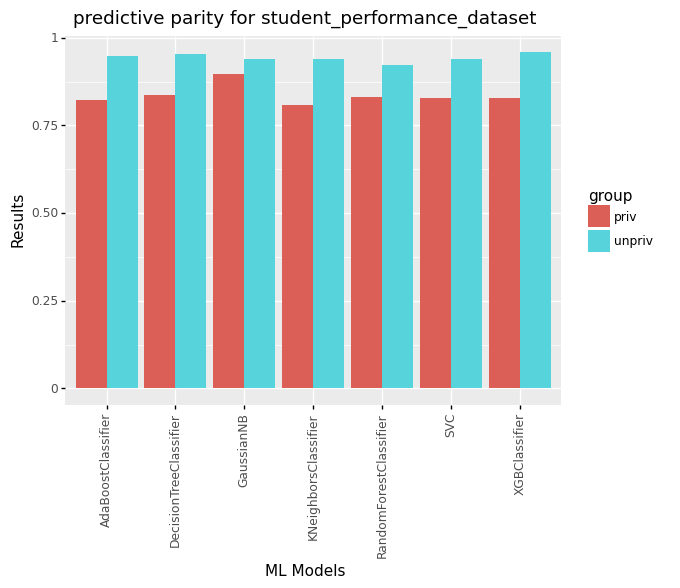 predictive parity for student_performance_dataset
Results
1
0.75
0.50
0.25
0
AdaBoostClassifier
DecisionTreeClassifier
GaussianNB
KNeighborsClassifier
RandomForestClassifier
SVC
XGBClassifier
ML Models
group
priv
unpriv